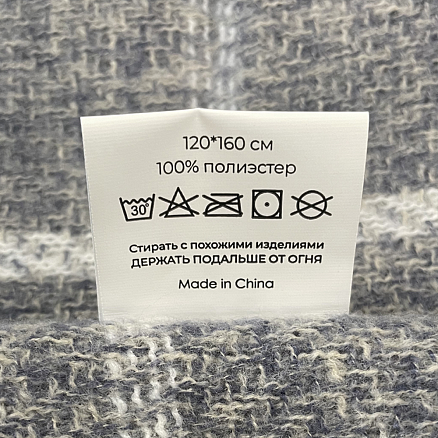 120*160 см
100% полиэстер
30°
Стирать с похожими изделиями
ДЕРЖАТЬ ПОДАЛЬШЕ ОТ ОГНЯ
Made in China